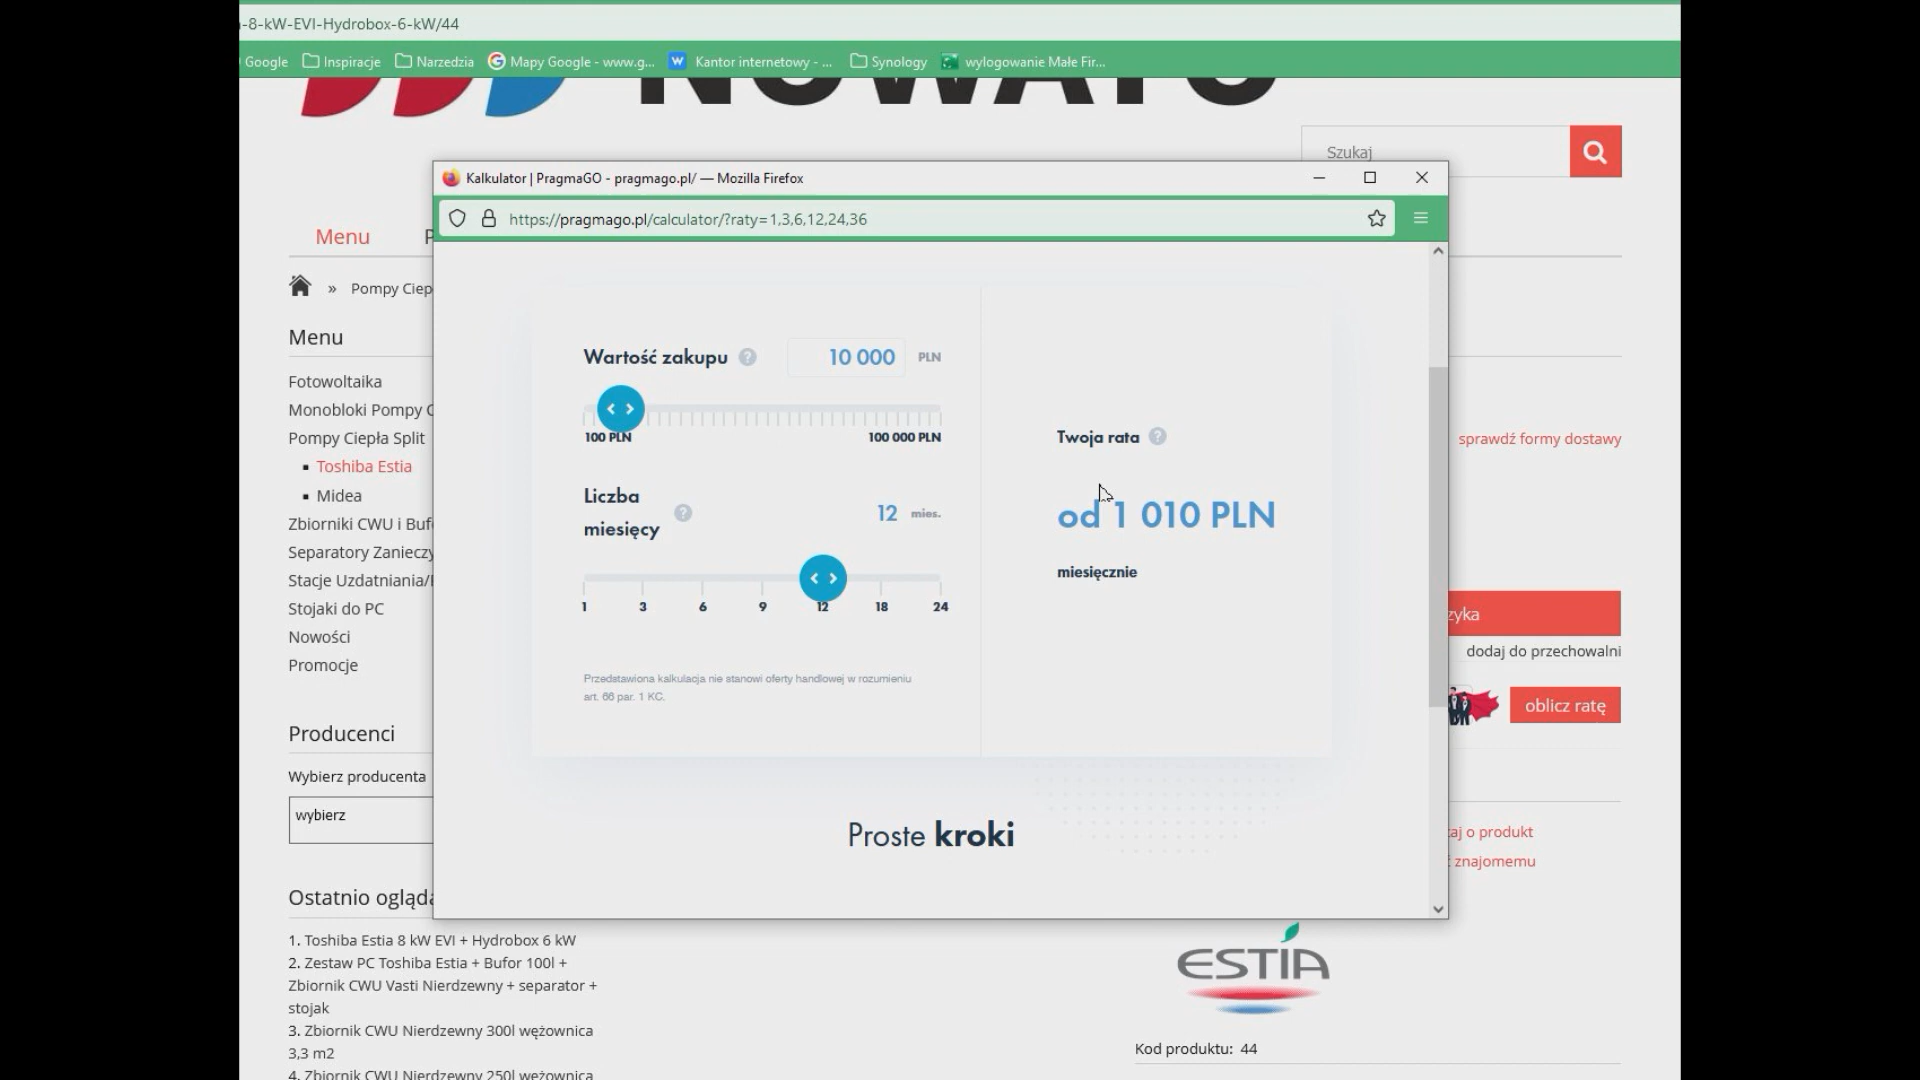 -8-kW-EVI-Hydrobox-6-kW/44
Google Inspiracje Narzedzia Mapy Google - www.g... Kantor internetowy - ... Synology wylogowanie Małe Fir...
NOWATO
Szukaj
Kalkulator | PragmaGO - pragmago.pl/ — Mozilla Firefox
https://pragmago.pl/calculator/?raty=1,3,6,12,24,36
Menu
» Pompy Ciep
Menu
Fotowoltaika
Monobloki Pompy C
Pompy Ciepła Split
Toshiba Estia
Midea
Zbiorniki CWU i Buf
Separatory Zanieczy
Stacje Uzdatniania/
Stojaki do PC
Nowości
Promocje
Producenci
Wybierz producenta
wybierz
Ostatnio ogląda
1. Toshiba Estia 8 kW EVI + Hydrobox 6 kW
2. Zestaw PC Toshiba Estia + Bufor 100l +
Zbiornik CWU Vasti Nierdzewny + separator +
stojak
3. Zbiornik CWU Nierdzewny 300l wężownica
3,3 m2
4. Zbiornik CWU Nierdzewny 250l wężownica
Wartość zakupu ? 10 000 PLN
100 PLN 100 000 PLN
Liczba
miesięcy ? 12 mies.
1 3 6 9 12 18 24
Przedstawiona kalkulacja nie stanowi oferty handlowej w rozumieniu
art. 66 par. 1 KC.
Twoja rata ?
od 1 010 PLN
miesięcznie
Proste kroki
sprawdź formy dostawy
zyka
dodaj do przechowalni
oblicz ratę
aj o produkt
znajomemu
ESTIA
Kod produktu: 44